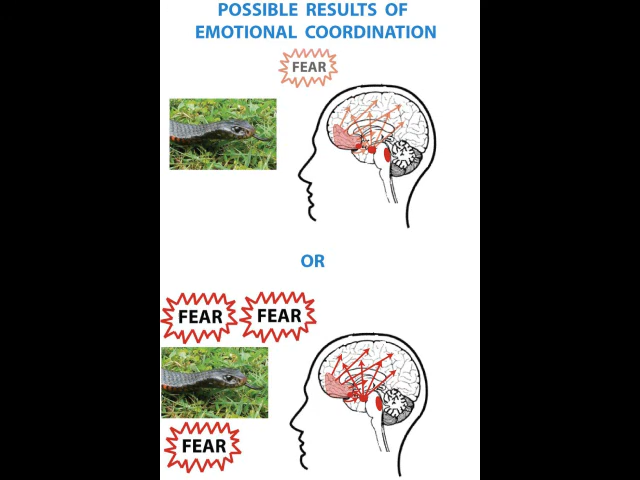 POSSIBLE RESULTS OF
EMOTIONAL COORDINATION
FEAR
OR
FEAR FEAR
FEAR